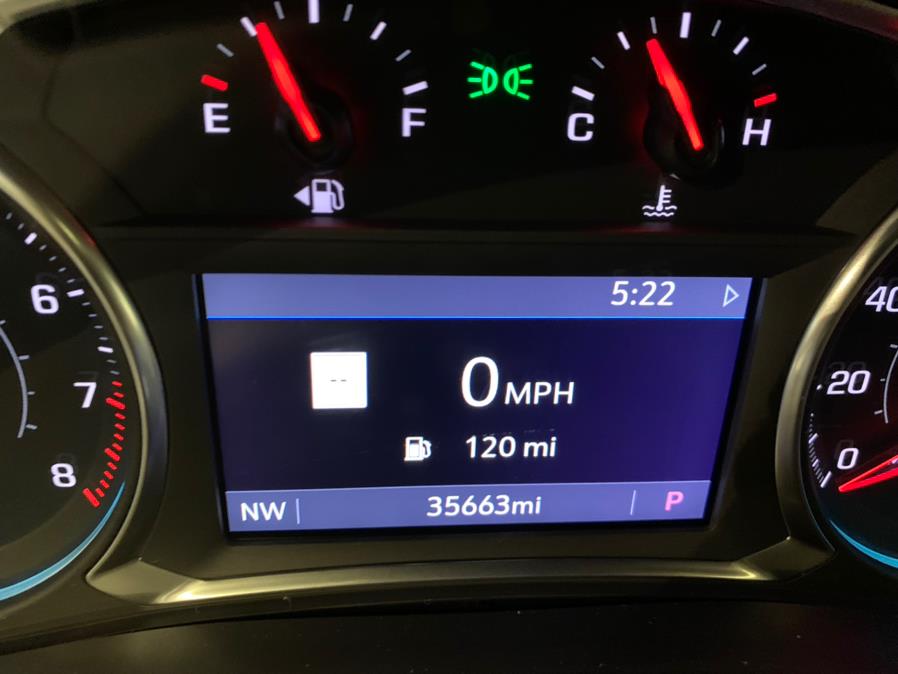 E F C H
5:22
6 7 8
-- 0 MPH
120 mi
NW 35663mi P
40 20 0